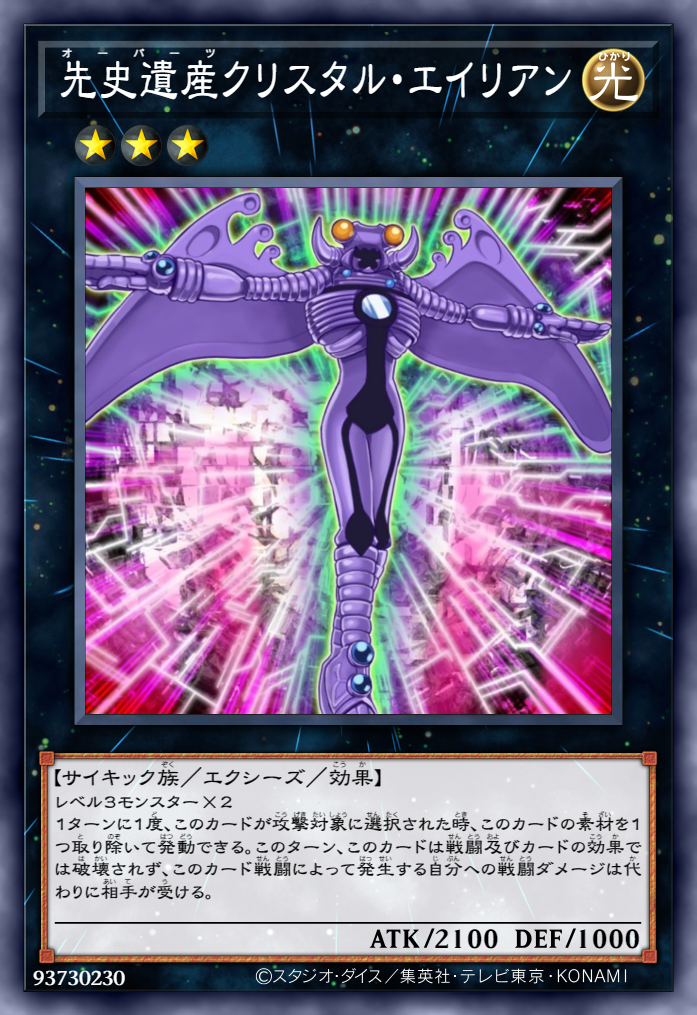 オーパーツ
先史遺産クリスタル・エイリアン
ひかり
光
【サイキック族／エクシーズ／効果】
レベル３モンスター×２
１ターンに１度、このカードが攻撃対象に選択された時、このカードの素材を１
つ取り除いて発動できる。このターン、このカードは戦闘及びカードの効果で
は破壊されず、このカード戦闘によって発生する自分への戦闘ダメージは代
わりに相手が受ける。
ATK/2100 DEF/1000
93730230 ©スタジオ・ダイス／集英社・テレビ東京・KONAMI